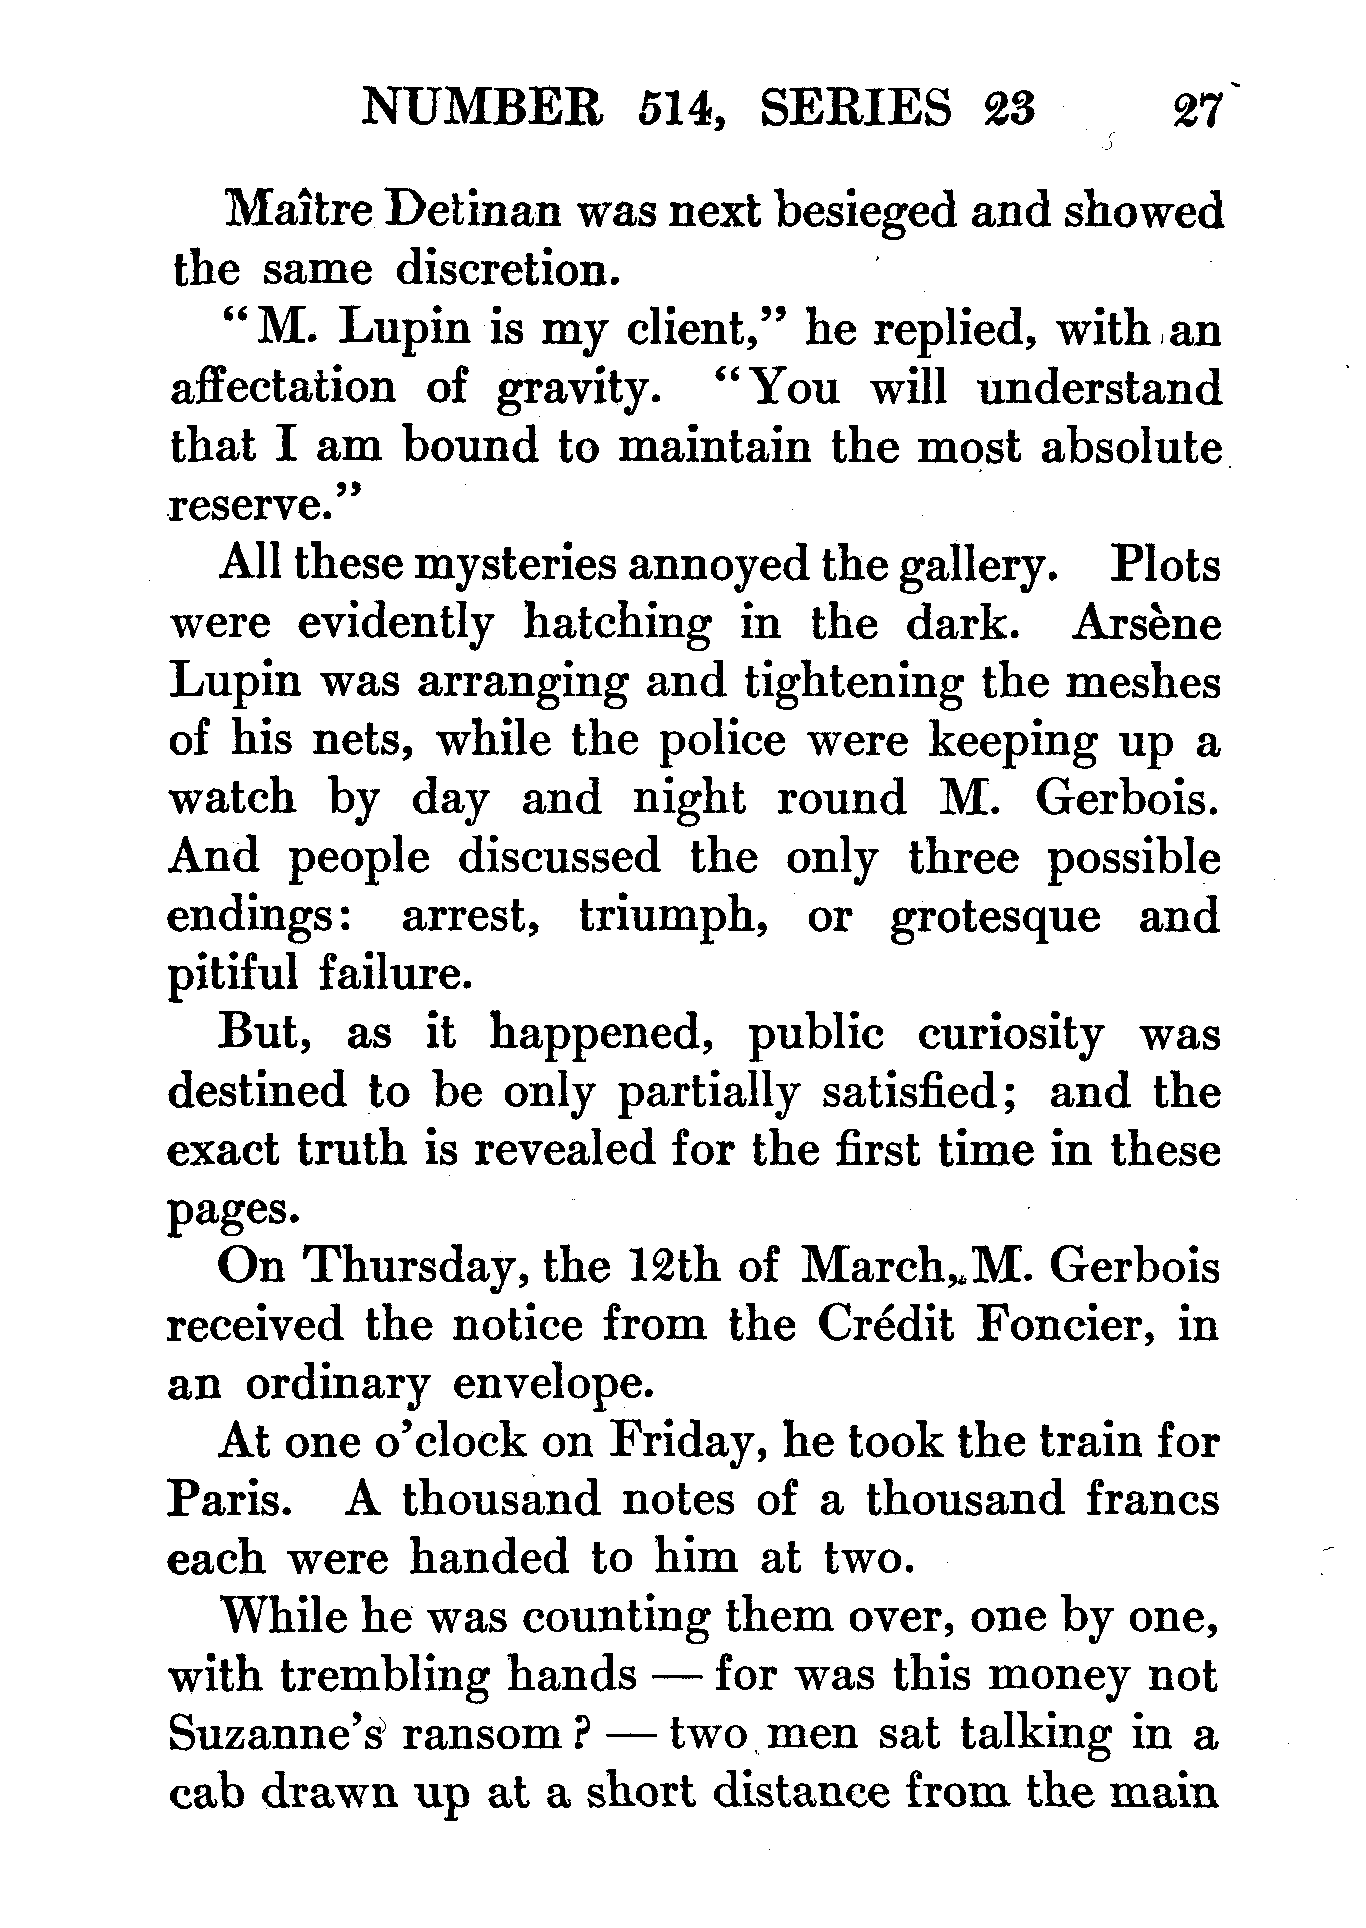 NUMBER 514, SERIES 23 27
Maître Detinan was next besieged and showed
the same discretion.
"M. Lupin is my client," he replied, with an
affectation of gravity. "You will understand
that I am bound to maintain the most absolute
reserve."
All these mysteries annoyed the gallery. Plots
were evidently hatching in the dark. Arsène
Lupin was arranging and tightening the meshes
of his nets, while the police were keeping up a
watch by day and night round M. Gerbois.
And people discussed the only three possible
endings: arrest, triumph, or grotesque and
pitiful failure.
But, as it happened, public curiosity was
destined to be only partially satisfied; and the
exact truth is revealed for the first time in these
pages.
On Thursday, the 12th of March, M. Gerbois
received the notice from the Crédit Foncier, in
an ordinary envelope.
At one o'clock on Friday, he took the train for
Paris. A thousand notes of a thousand francs
each were handed to him at two.
While he was counting them over, one by one,
with trembling hands — for was this money not
Suzanne's ransom? — two men sat talking in a
cab drawn up at a short distance from the main